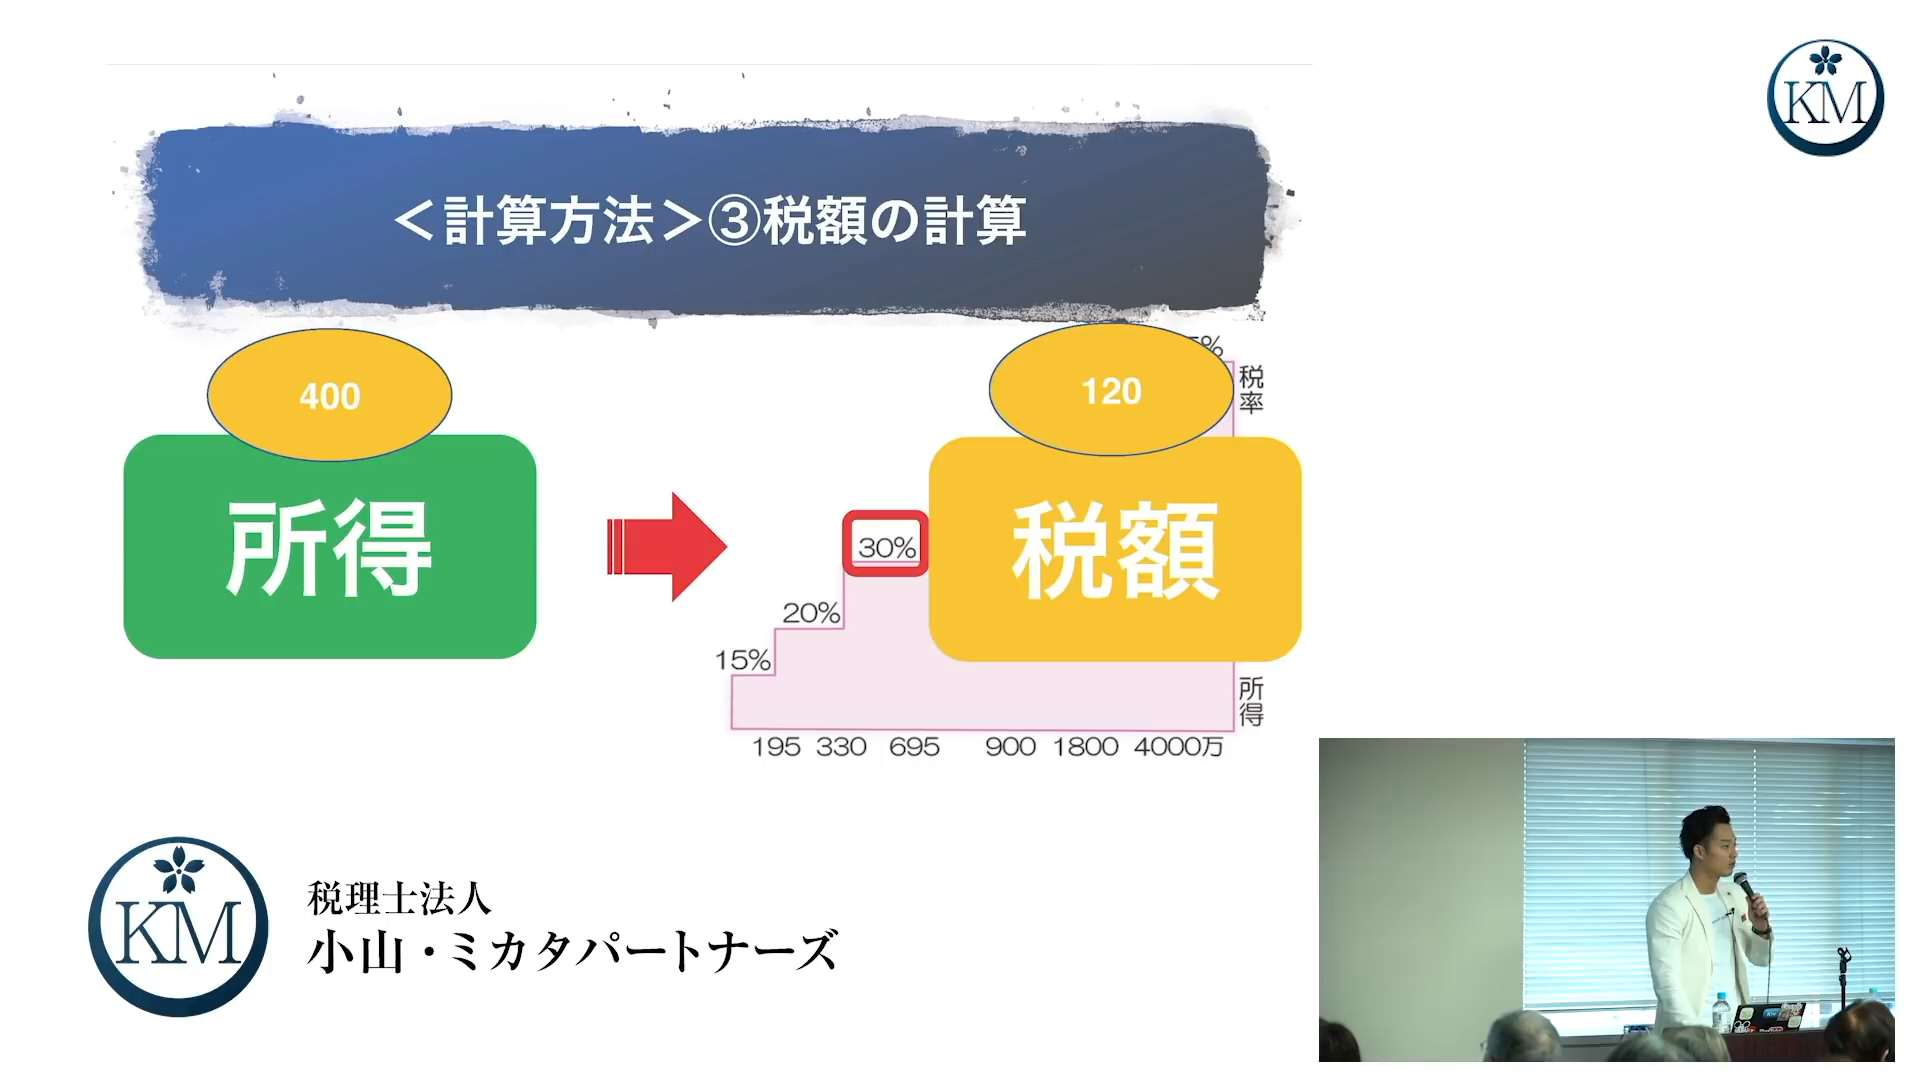 KM
＜計算方法＞③税額の計算
400
120
5%
税率
所得
税額
30%
20%
15%
所得
195 330 695 900 1800 4000万
KM
税理士法人
小山・ミカタパートナーズ